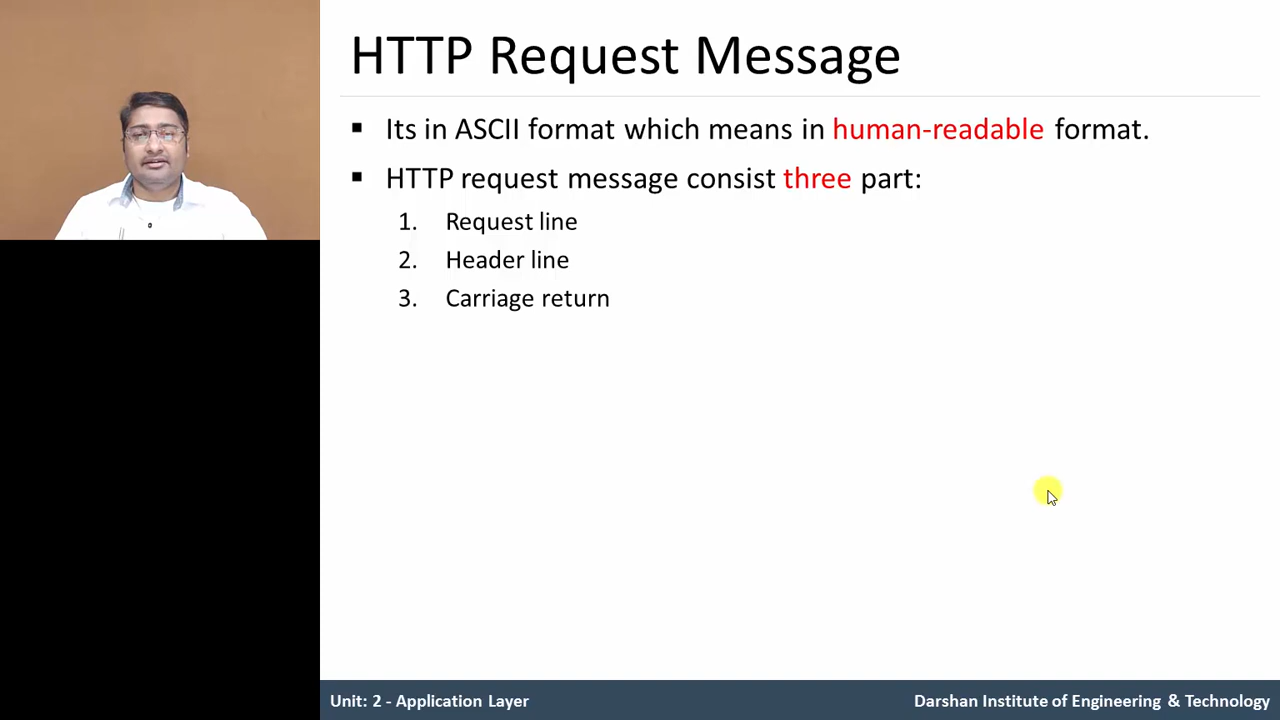 HTTP Request Message
▪ Its in ASCII format which means in human-readable format.
▪ HTTP request message consist three part:
1. Request line
2. Header line
3. Carriage return
Unit: 2 - Application Layer
Darshan Institute of Engineering & Technology